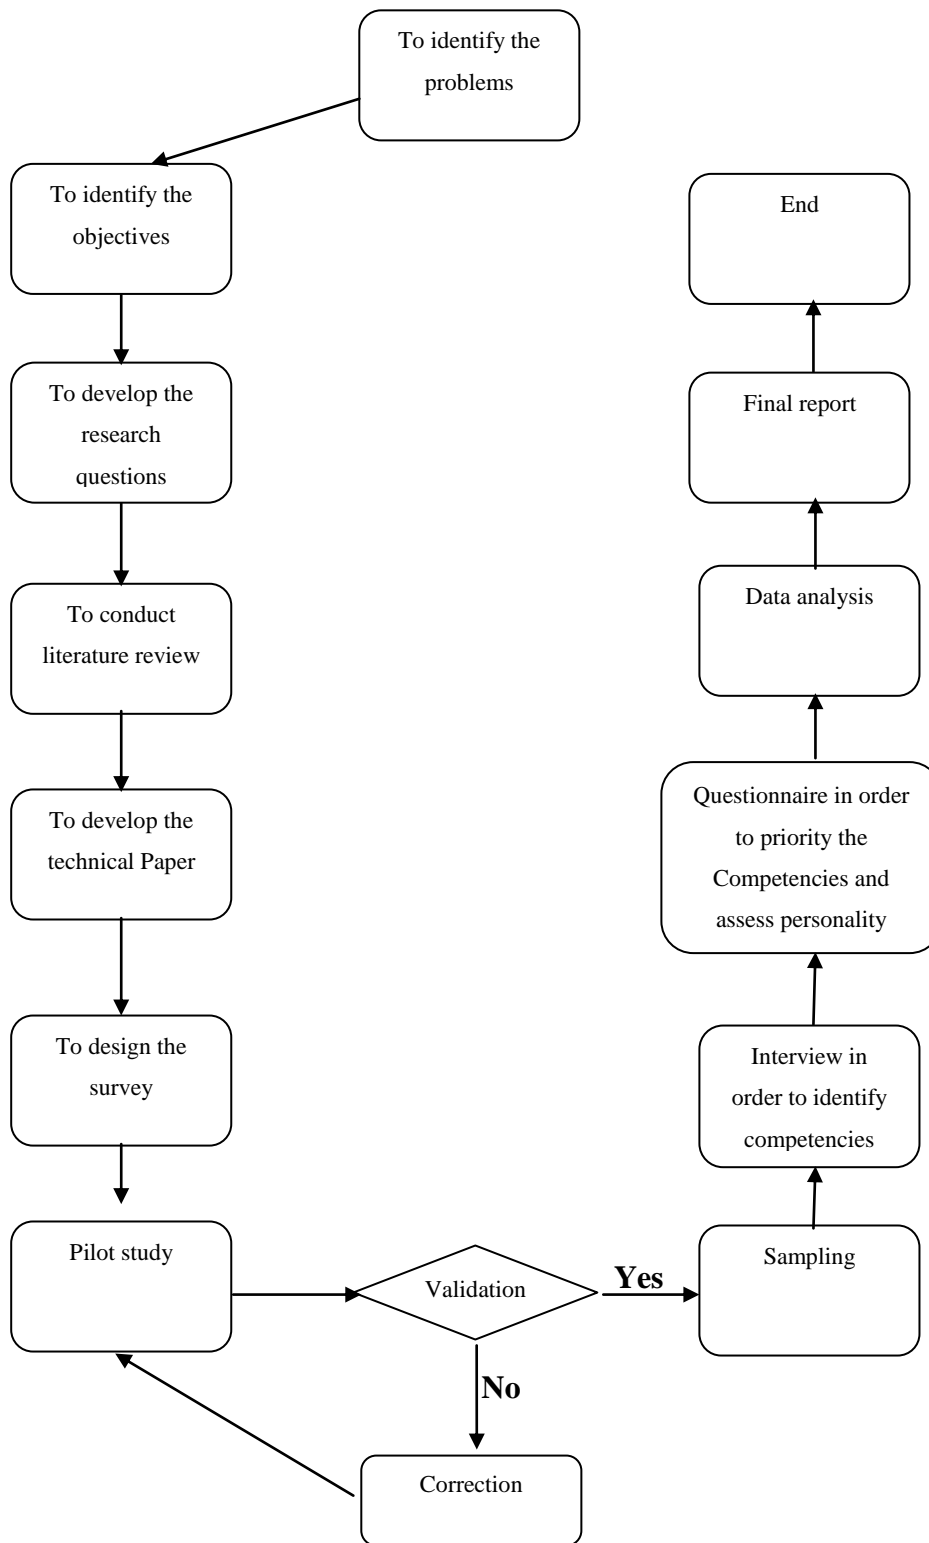 To identify the
problems
To identify the
objectives
To develop the
research
questions
To conduct
literature review
To develop the
technical Paper
To design the
survey
Pilot study
Validation
Yes
No
Correction
Sampling
Interview in
order to identify
competencies
Questionnaire in order
to priority the
Competencies and
assess personality
Data analysis
Final report
End